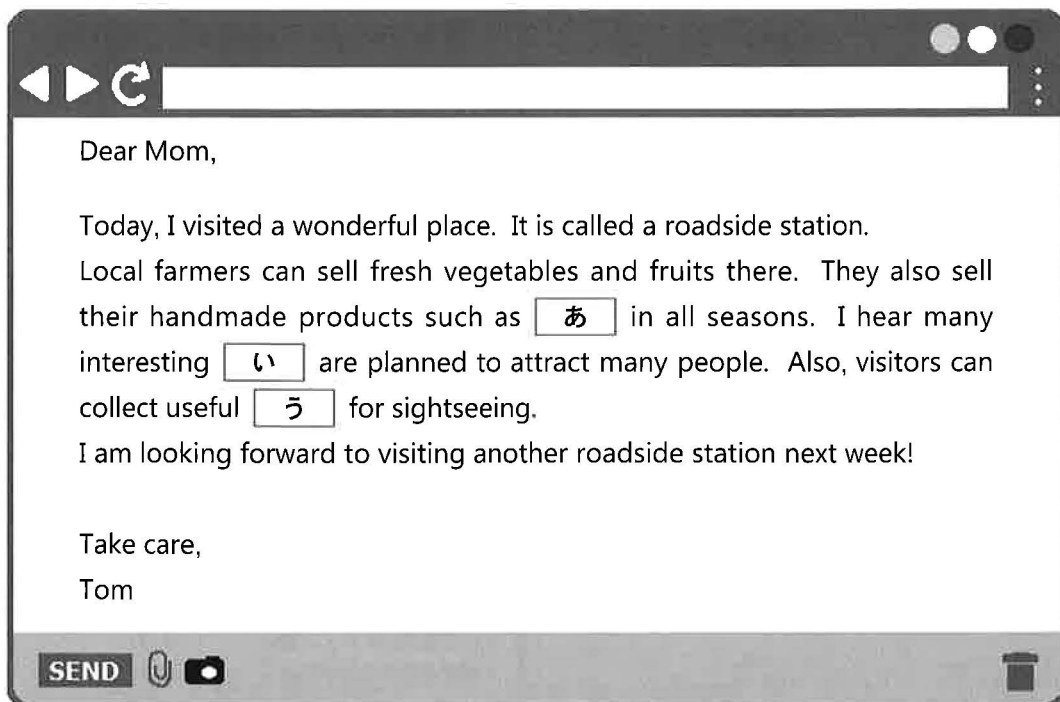 Dear Mom,
Today, I visited a wonderful place. It is called a roadside station.
Local farmers can sell fresh vegetables and fruits there. They also sell
their handmade products such as あ in all seasons. I hear many
interesting い are planned to attract many people. Also, visitors can
collect useful う for sightseeing.
I am looking forward to visiting another roadside station next week!
Take care,
Tom
SEND